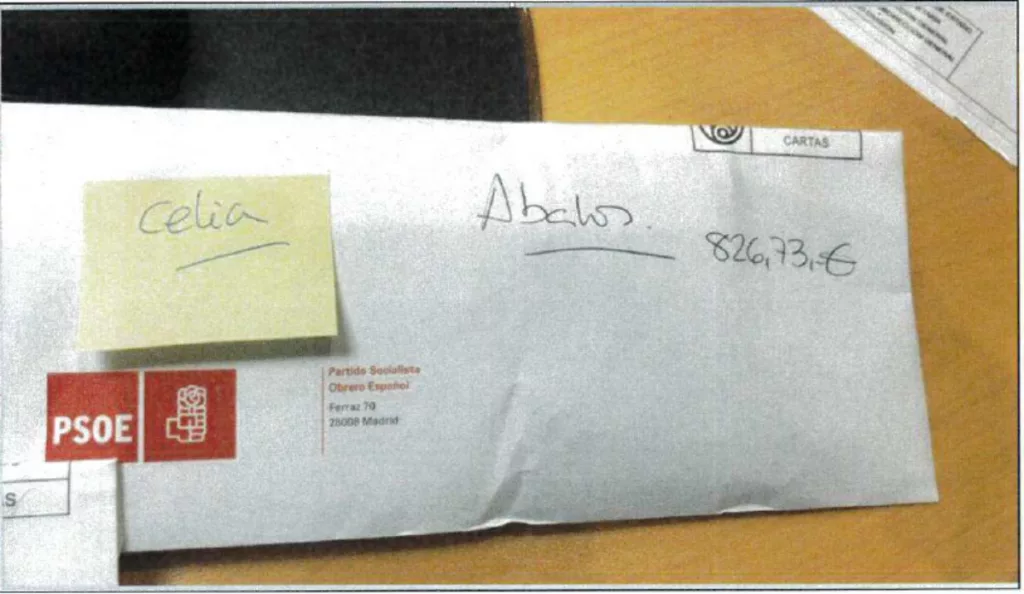 CARTAS
Celia
Abalos.
826,73,-€
PSOE
Partido Socialista
Obrero Español
Ferraz 70
28008 Madrid